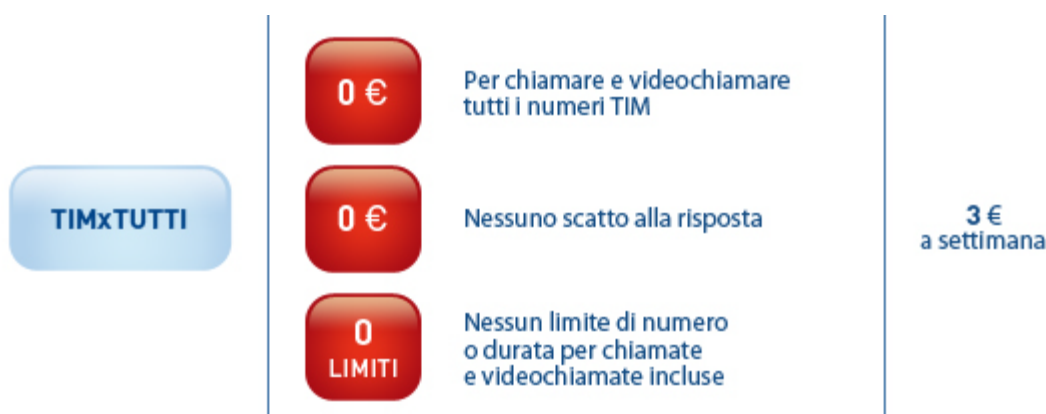 TIMxTUTTI
0 €
Per chiamare e videochiamare
tutti i numeri TIM
0 €
Nessuno scatto alla risposta
0
LIMITI
Nessun limite di numero
o durata per chiamate
e videochiamate incluse
3 €
a settimana